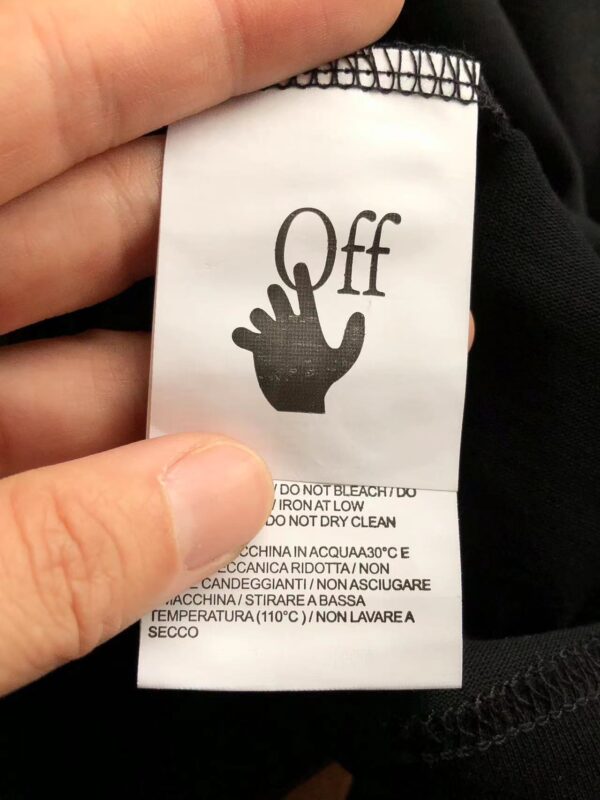 Off
/ DO NOT BLEACH / DO
/ IRON AT LOW
DO NOT DRY CLEAN
CCHINA IN ACQUAA30°C E
ECCANICA RIDOTTA / NON
CANDEGGIANTI / NON ASCIUGARE
MACCHINA / STIRARE A BASSA
TEMPERATURA (110°C ) / NON LAVARE A
SECCO